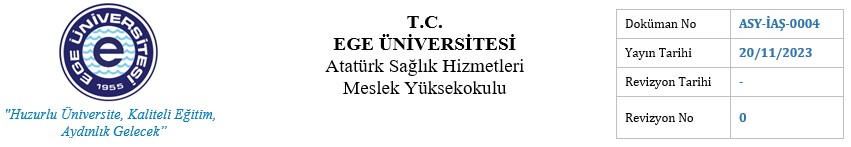 EGE ÜNİVERSİTESİ
e
1955
"Huzurlu Üniversite, Kaliteli Eğitim,
Aydınlık Gelecek”
T.C.
EGE ÜNİVERSİTESİ
Atatürk Sağlık Hizmetleri
Meslek Yüksekokulu
Doküman No ASY-İAŞ-0004
Yayın Tarihi 20/11/2023
Revizyon Tarihi -
Revizyon No 0